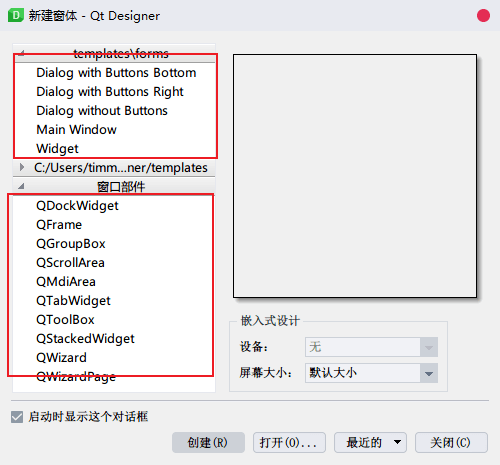 新建窗体 - Qt Designer
templates\forms
Dialog with Buttons Bottom
Dialog with Buttons Right
Dialog without Buttons
Main Window
Widget
C:/Users/timm...ner/templates
窗口部件
QDockWidget
QFrame
QGroupBox
QScrollArea
QMdiArea
QTabWidget
QToolBox
QStackedWidget
QWizard
QWizardPage
嵌入式设计
设备: 无
屏幕大小: 默认大小
启动时显示这个对话框
创建(R) 打开(O)... 最近的 关闭(C)